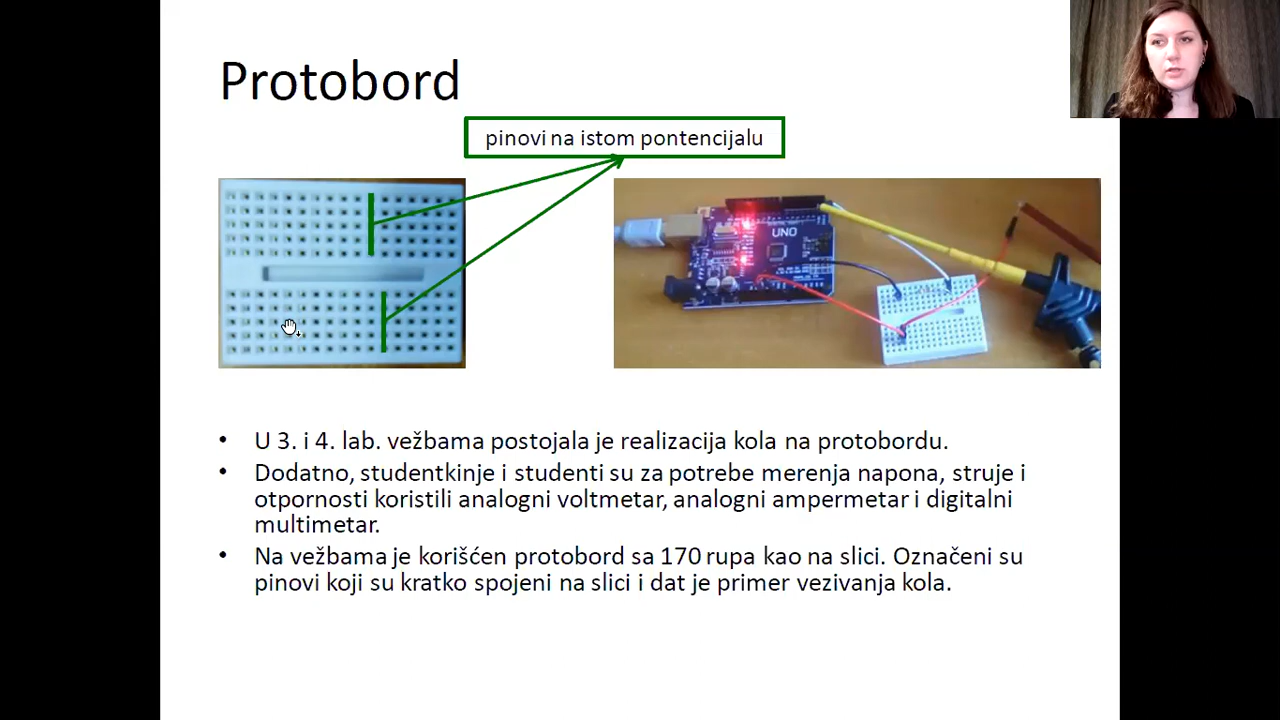 Protobord
pinovi na istom pontencijalu
UNO
• U 3. i 4. lab. vežbama postojala je realizacija kola na protobordu.
• Dodatno, studentkinje i studenti su za potrebe merenja napona, struje i
otpornosti koristili analogni voltmetar, analogni ampermetar i digitalni
multimetar.
• Na vežbama je korišćen protobord sa 170 rupa kao na slici. Označeni su
pinovi koji su kratko spojeni na slici i dat je primer vezivanja kola.